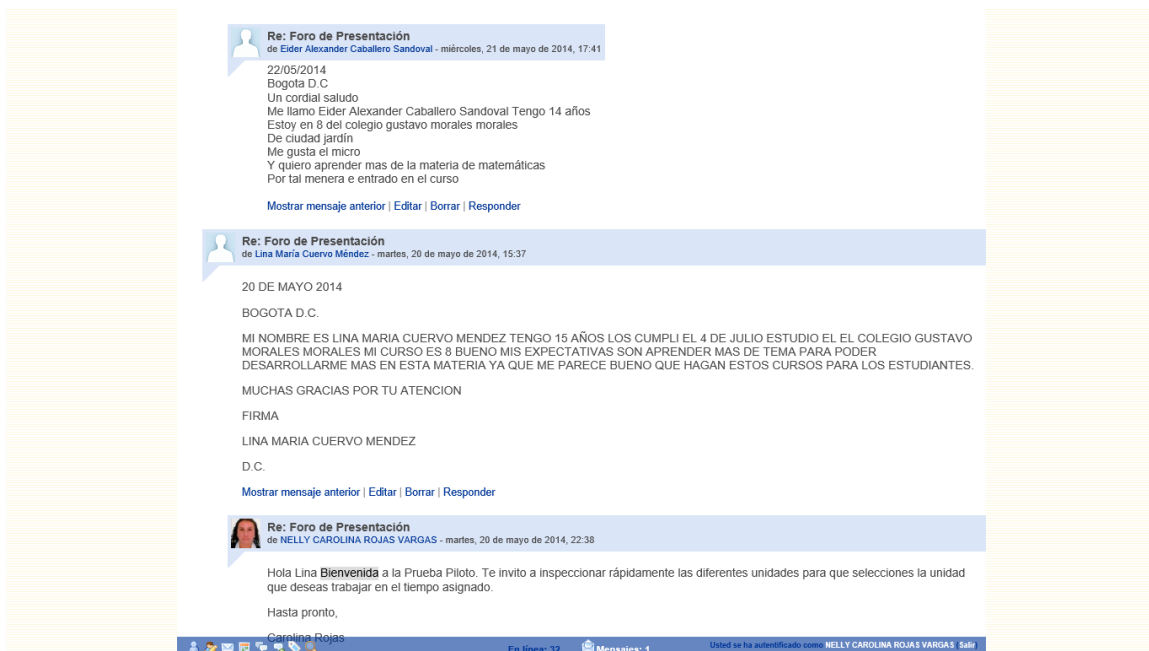 Re: Foro de Presentación
de Eider Alexander Caballero Sandoval - miércoles, 21 de mayo de 2014, 17:41
22/05/2014
Bogota D.C
Un cordial saludo
Me llamo Eider Alexander Caballero Sandoval Tengo 14 años
Estoy en 8 del colegio gustavo morales morales
De ciudad jardín
Me gusta el micro
Y quiero aprender mas de la materia de matemáticas
Por tal menera e entrado en el curso
Mostrar mensaje anterior | Editar | Borrar | Responder
Re: Foro de Presentación
de Lina María Cuervo Méndez - martes, 20 de mayo de 2014, 15:37
20 DE MAYO 2014
BOGOTA D.C.
MI NOMBRE ES LINA MARIA CUERVO MENDEZ TENGO 15 AÑOS LOS CUMPLI EL 4 DE JULIO ESTUDIO EL EL COLEGIO GUSTAVO
MORALES MORALES MI CURSO ES 8 BUENO MIS EXPECTATIVAS SON APRENDER MAS DE TEMA PARA PODER
DESARROLLARME MAS EN ESTA MATERIA YA QUE ME PARECE BUENO QUE HAGAN ESTOS CURSOS PARA LOS ESTUDIANTES.
MUCHAS GRACIAS POR TU ATENCION
FIRMA
LINA MARIA CUERVO MENDEZ
D.C.
Mostrar mensaje anterior | Editar | Borrar | Responder
Re: Foro de Presentación
de NELLY CAROLINA ROJAS VARGAS - martes, 20 de mayo de 2014, 22:38
Hola Lina Bienvenida a la Prueba Piloto. Te invito a inspeccionar rápidamente las diferentes unidades para que selecciones la unidad
que deseas trabajar en el tiempo asignado.
Hasta pronto,
Carolina Rojas
En línea: 32 Mensajes: 1 Usted se ha autentificado como NELLY CAROLINA ROJAS VARGAS (Salir)